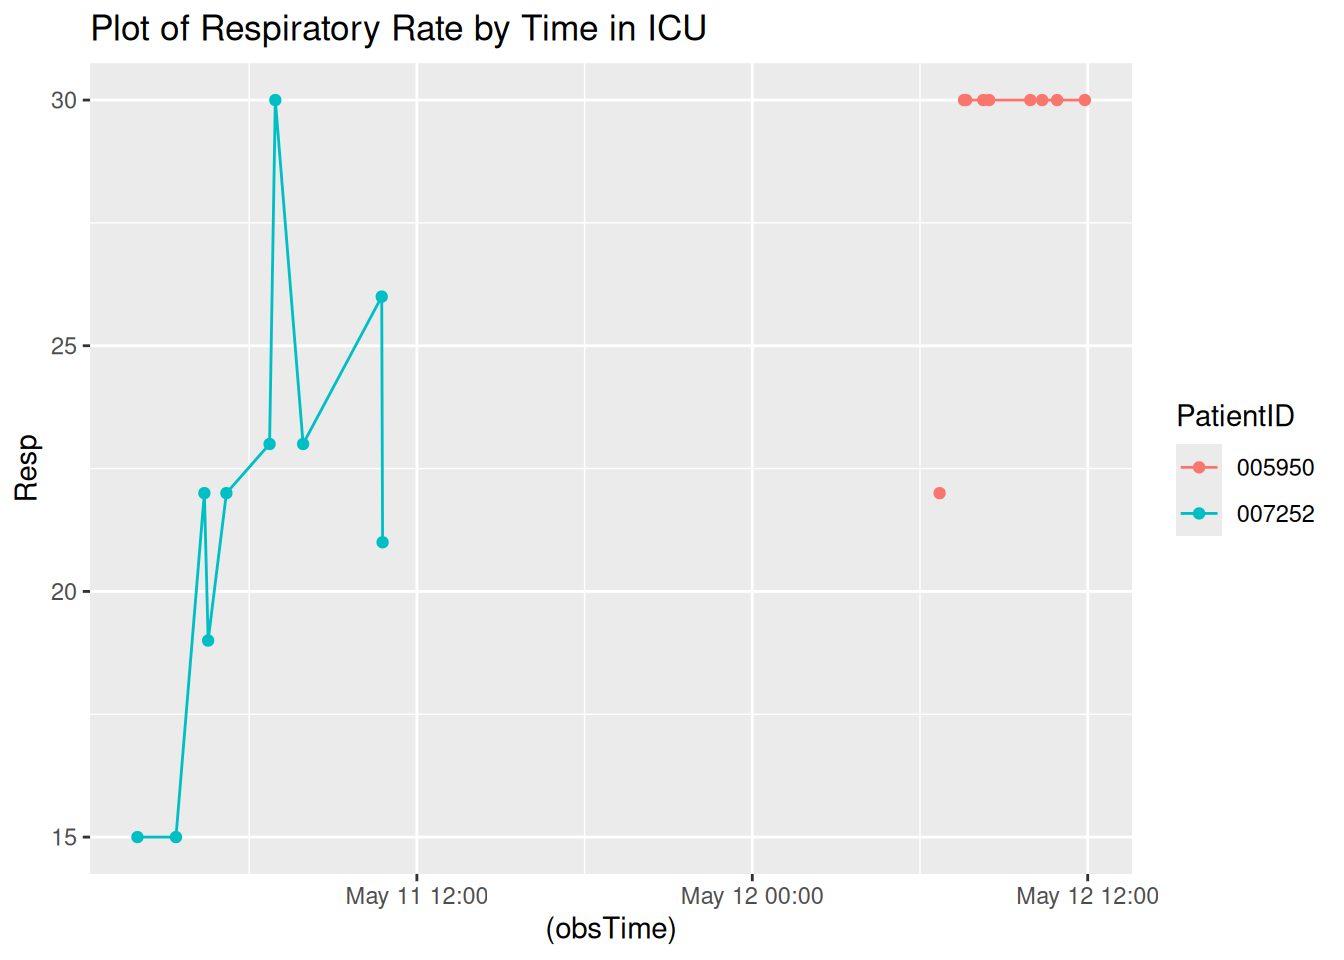 Plot of Respiratory Rate by Time in ICU
30
25
20
15
Resp
May 11 12:00
May 12 00:00
May 12 12:00
(obsTime)
PatientID
005950
007252